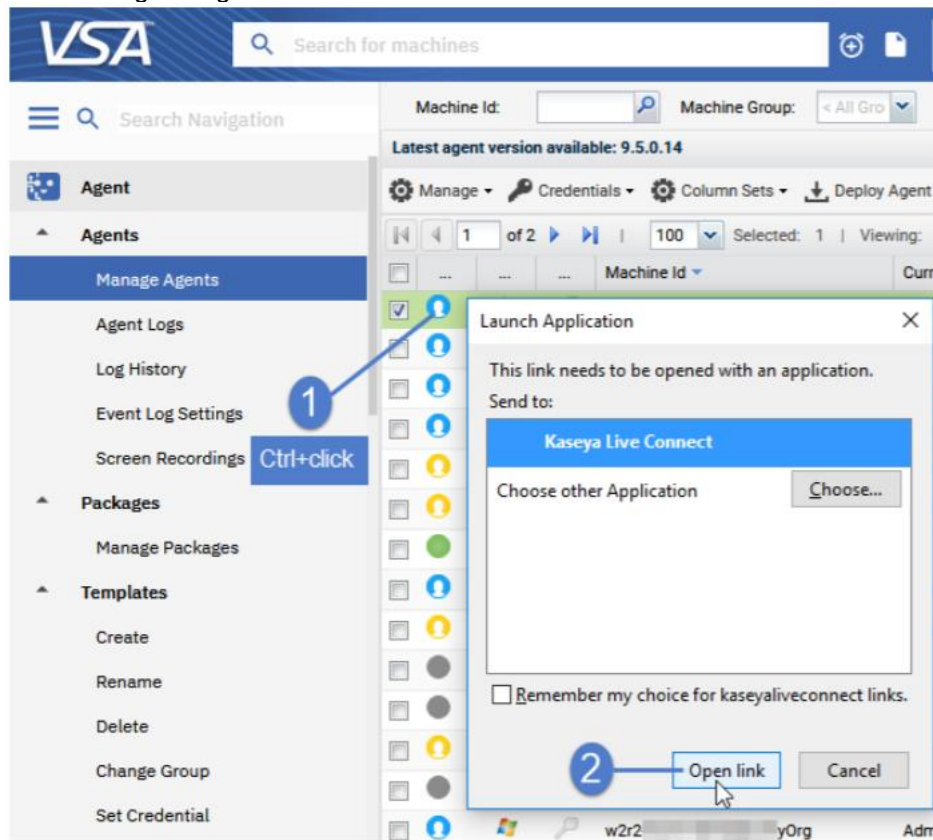 VSA
Search for machines
Search Navigation
Machine Id:
Machine Group:
< All Gro
Latest agent version available: 9.5.0.14
Agent
Manage
Credentials
Column Sets
Deploy Agent
Agents
1
of 2
100
Selected: 1 | Viewing:
Manage Agents
...
...
...
Machine Id
Curr
Agent Logs
Log History
Event Log Settings
Screen Recordings
1
Ctrl+click
Packages
Manage Packages
Templates
Create
Rename
Delete
Change Group
Set Credential
Launch Application
This link needs to be opened with an application.
Send to:
Kaseya Live Connect
Choose other Application
Choose...
Remember my choice for kaseyaliveconnect links.
2
Open link
Cancel
w2r2
yOrg
Adm